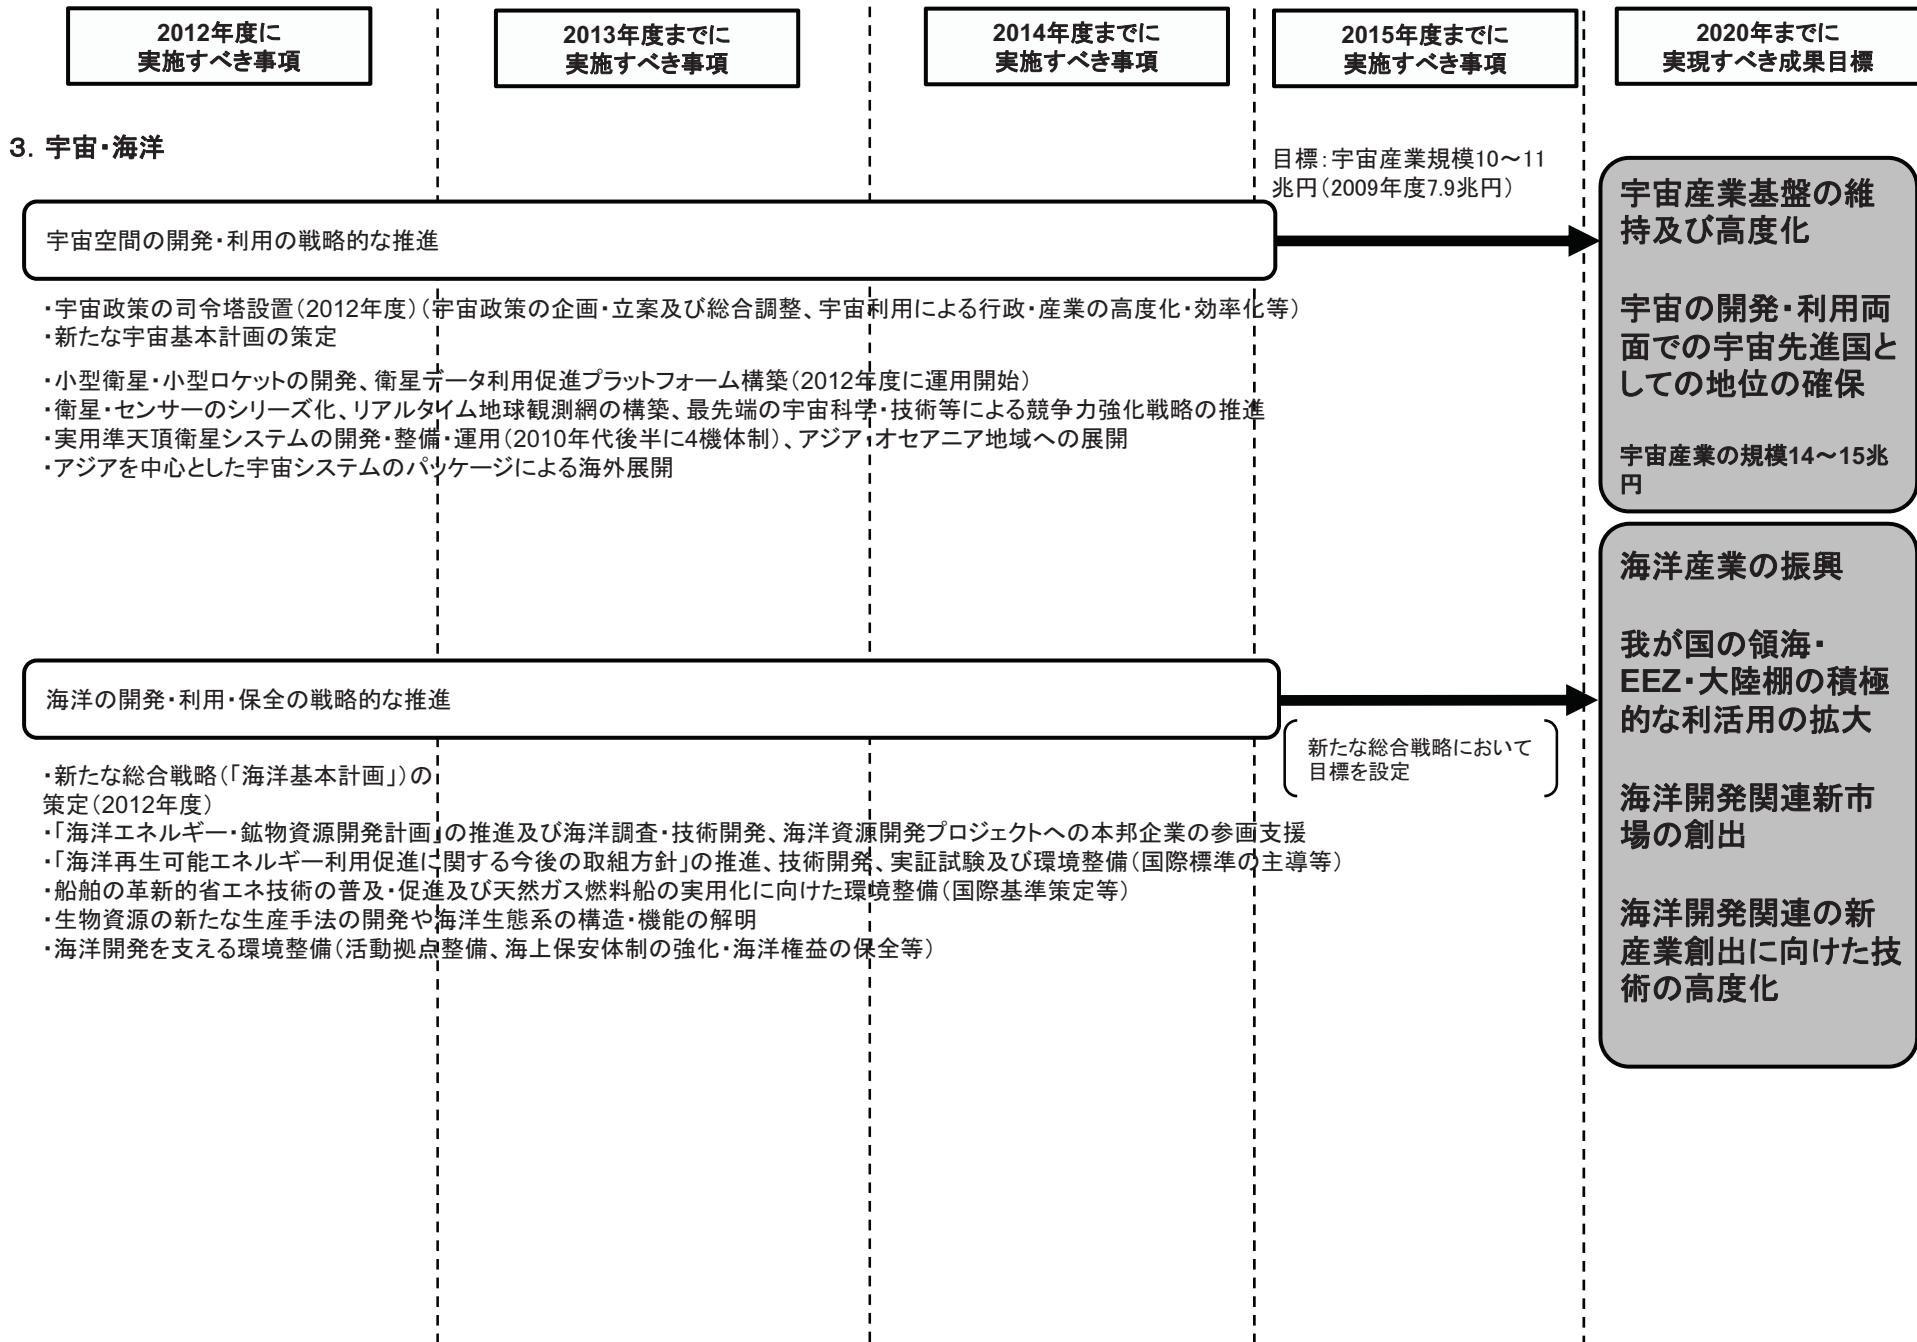 2012年度に
実施すべき事項
2013年度までに
実施すべき事項
2014年度までに
実施すべき事項
2015年度までに
実施すべき事項
2020年までに
実現すべき成果目標
３．宇宙・海洋
目標：宇宙産業規模10～11
兆円（2009年度7.9兆円）
宇宙空間の開発・利用の戦略的な推進
・宇宙政策の司令塔設置（2012年度）（宇宙政策の企画・立案及び総合調整、宇宙利用による行政・産業の高度化・効率化等）
・新たな宇宙基本計画の策定
・小型衛星・小型ロケットの開発、衛星データ利用促進プラットフォーム構築（2012年度に運用開始）
・衛星・センサーのシリーズ化、リアルタイム地球観測網の構築、最先端の宇宙科学・技術等による競争力強化戦略の推進
・実用準天頂衛星システムの開発・整備・運用（2010年代後半に4機体制）、アジア・オセアニア地域への展開
・アジアを中心とした宇宙システムのパッケージによる海外展開
宇宙産業基盤の維
持及び高度化
宇宙の開発・利用両
面での宇宙先進国と
しての地位の確保
宇宙産業の規模14～15兆
円
海洋の開発・利用・保全の戦略的な推進
新たな総合戦略において
目標を設定
・新たな総合戦略（「海洋基本計画」）の
策定（2012年度）
・「海洋エネルギー・鉱物資源開発計画」の推進及び海洋調査・技術開発、海洋資源開発プロジェクトへの本邦企業の参画支援
・「海洋再生可能エネルギー利用促進に関する今後の取組方針」の推進、技術開発、実証試験及び環境整備（国際標準の主導等）
・船舶の革新的省エネ技術の普及・促進及び天然ガス燃料船の実用化に向けた環境整備（国際基準策定等）
・生物資源の新たな生産手法の開発や海洋生態系の構造・機能の解明
・海洋開発を支える環境整備（活動拠点整備、海上保安体制の強化・海洋権益の保全等）
海洋産業の振興
我が国の領海・
EEZ・大陸棚の積極
的な利活用の拡大
海洋開発関連新市
場の創出
海洋開発関連の新
産業創出に向けた技
術の高度化